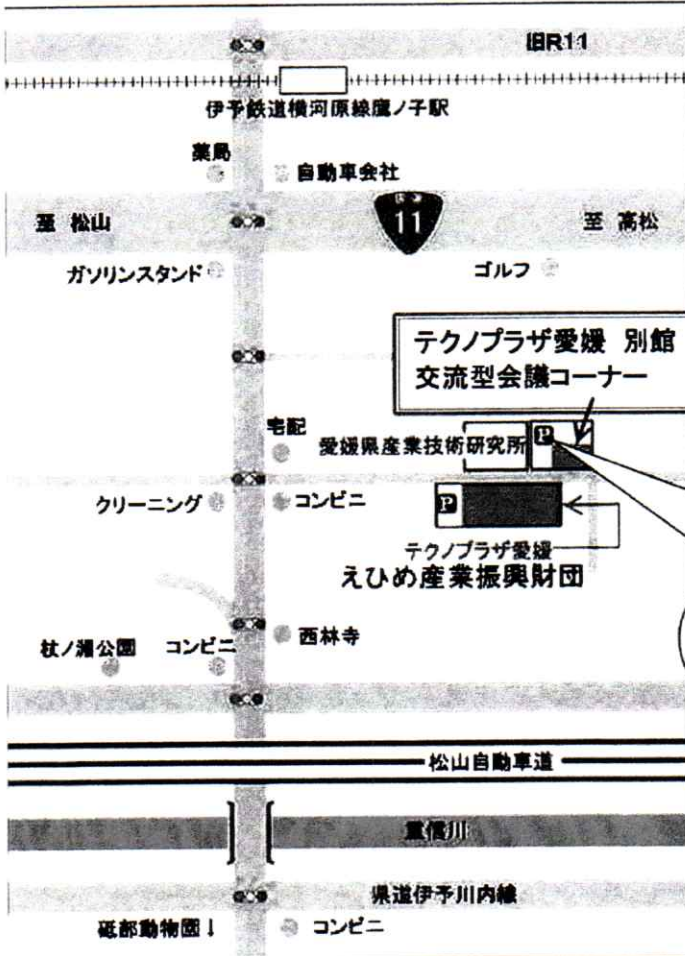 旧R11
伊予鉄道横河原線鷹ノ子駅
薬局
自動車会社
至 松山
国道
11
至 高松
ガソリンスタンド
ゴルフ
テクノプラザ愛媛 別館
交流型会議コーナー
宅配
愛媛県産業技術研究所
P
クリーニング
コンビニ
P
テクノプラザ愛媛
えひめ産業振興財団
杖ノ淵公園
コンビニ
西林寺
松山自動車道
重信川
県道伊予川内線
砥部動物園↓
コンビニ